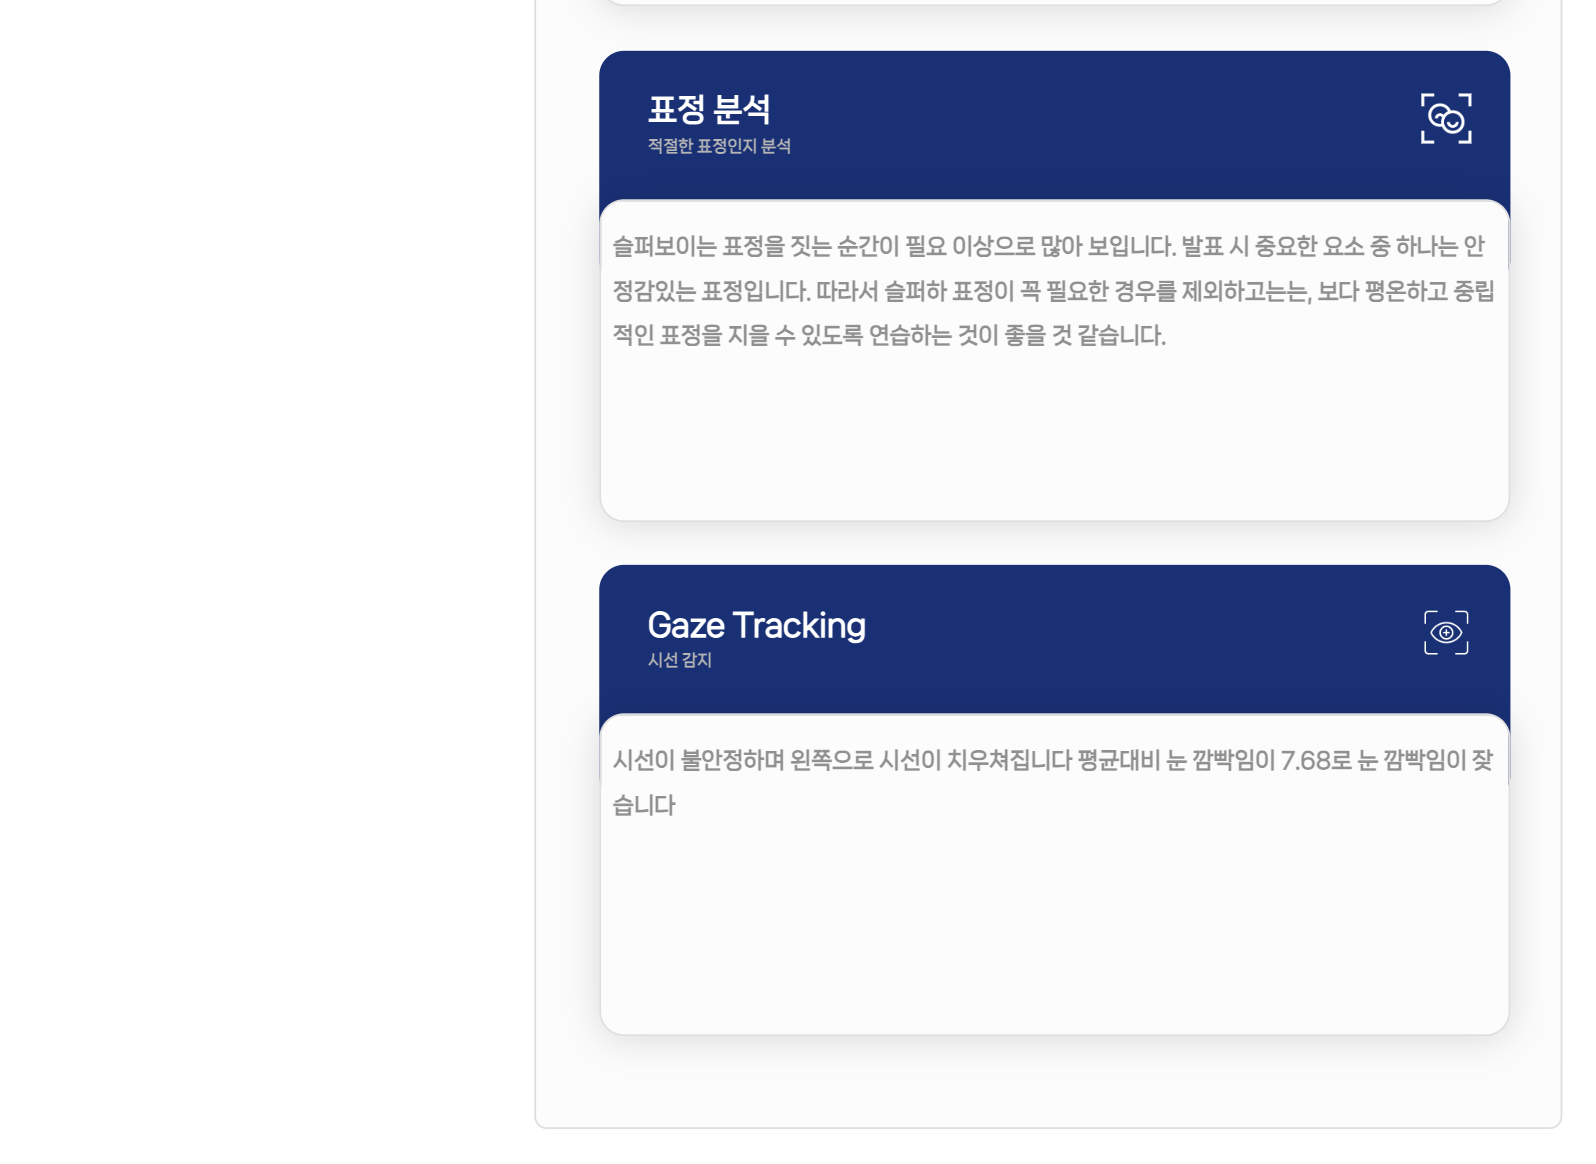 표정 분석
적절한 표정인지 분석
슬퍼보이는 표정을 짓는 순간이 필요 이상으로 많아 보입니다. 발표 시 중요한 요소 중 하나는 안
정감있는 표정입니다. 따라서 슬퍼하 표정이 꼭 필요한 경우를 제외하고는는, 보다 평온하고 중립
적인 표정을 지을 수 있도록 연습하는 것이 좋을 것 같습니다.
Gaze Tracking
시선 감지
시선이 불안정하며 왼쪽으로 시선이 치우쳐집니다 평균대비 눈 깜빡임이 7.68로 눈 깜빡임이 잦
습니다